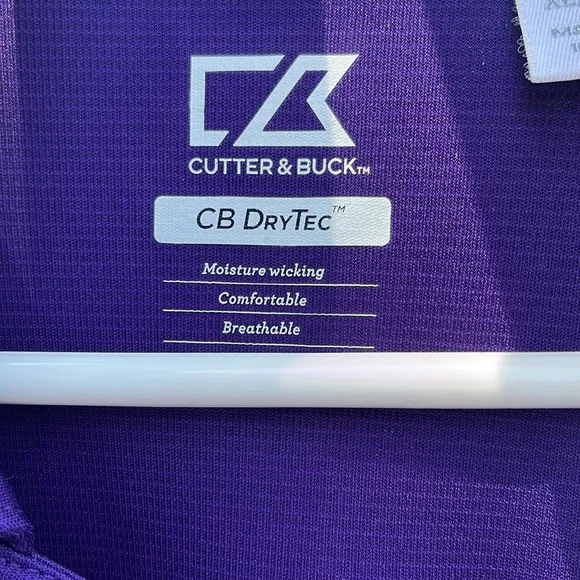 CUTTER & BUCK™
CB DRYTEC™
Moisture wicking
Comfortable
Breathable